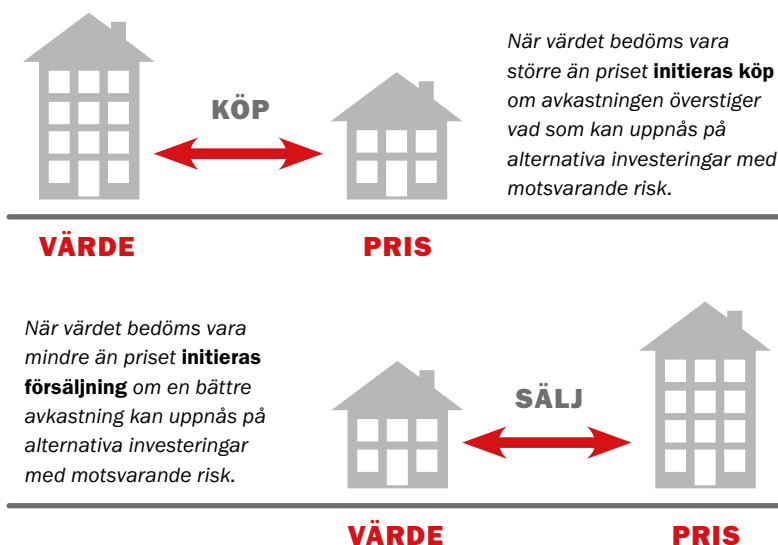 När värdet bedöms vara
större än priset initieras köp
om avkastningen överstiger
vad som kan uppnås på
alternativa investeringar med
motsvarande risk.
KÖP
VÄRDE
PRIS
När värdet bedöms vara
mindre än priset initieras
försäljning om en bättre
avkastning kan uppnås på
alternativa investeringar
med motsvarande risk.
SÄLJ
VÄRDE
PRIS